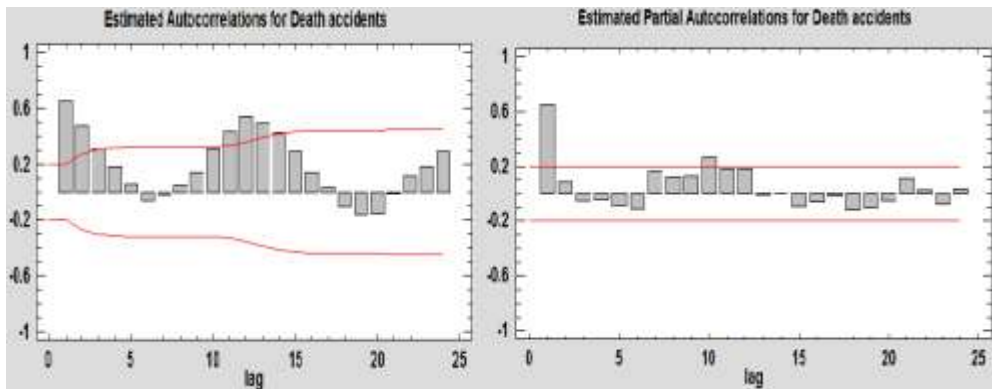 Estimated Autocorrelations for Death accidents
1
0.6
0.2
-0.2
-0.6
-1
0 5 10 15 20 25
lag
Estimated Partial Autocorrelations for Death accidents
1
0.6
0.2
-0.2
-0.6
-1
0 5 10 15 20 25
lag